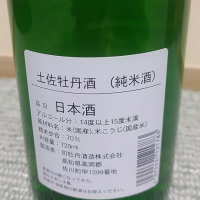 土佐牡丹酒 （純米酒）
品目 日本酒
アルコール分：14度以上15度未満
原材料名：米(国産)､米こうじ(国産米)
精米歩合：70%
内容量：720ml
司牡丹酒造株式会社
高知県高岡郡
佐川町甲1299番地